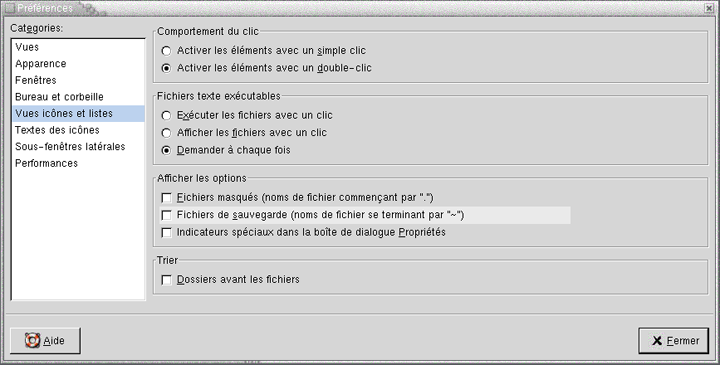 Préférences
Catégories:
Vues
Apparence
Fenêtres
Bureau et corbeille
Vues icônes et listes
Textes des icônes
Sous-fenêtres latérales
Performances
Comportement du clic
Activer les éléments avec un simple clic
Activer les éléments avec un double-clic
Fichiers texte exécutables
Exécuter les fichiers avec un clic
Afficher les fichiers avec un clic
Demander à chaque fois
Afficher les options
Fichiers masqués (noms de fichier commençant par ".")
Fichiers de sauvegarde (noms de fichier se terminant par "~")
Indicateurs spéciaux dans la boîte de dialogue Propriétés
Trier
Dossiers avant les fichiers
Aide
Fermer